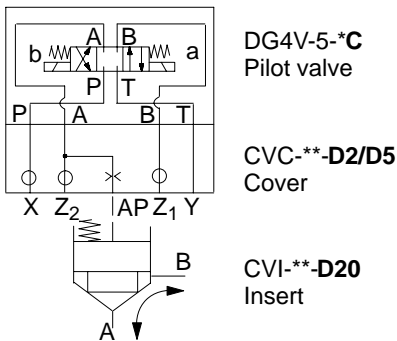 A B
b a
P T
DG4V-5-*C
Pilot valve
P A B T
CVC-**-D2/D5
Cover
X Z2 AP Z1 Y
B
CVI-**-D20
Insert
A